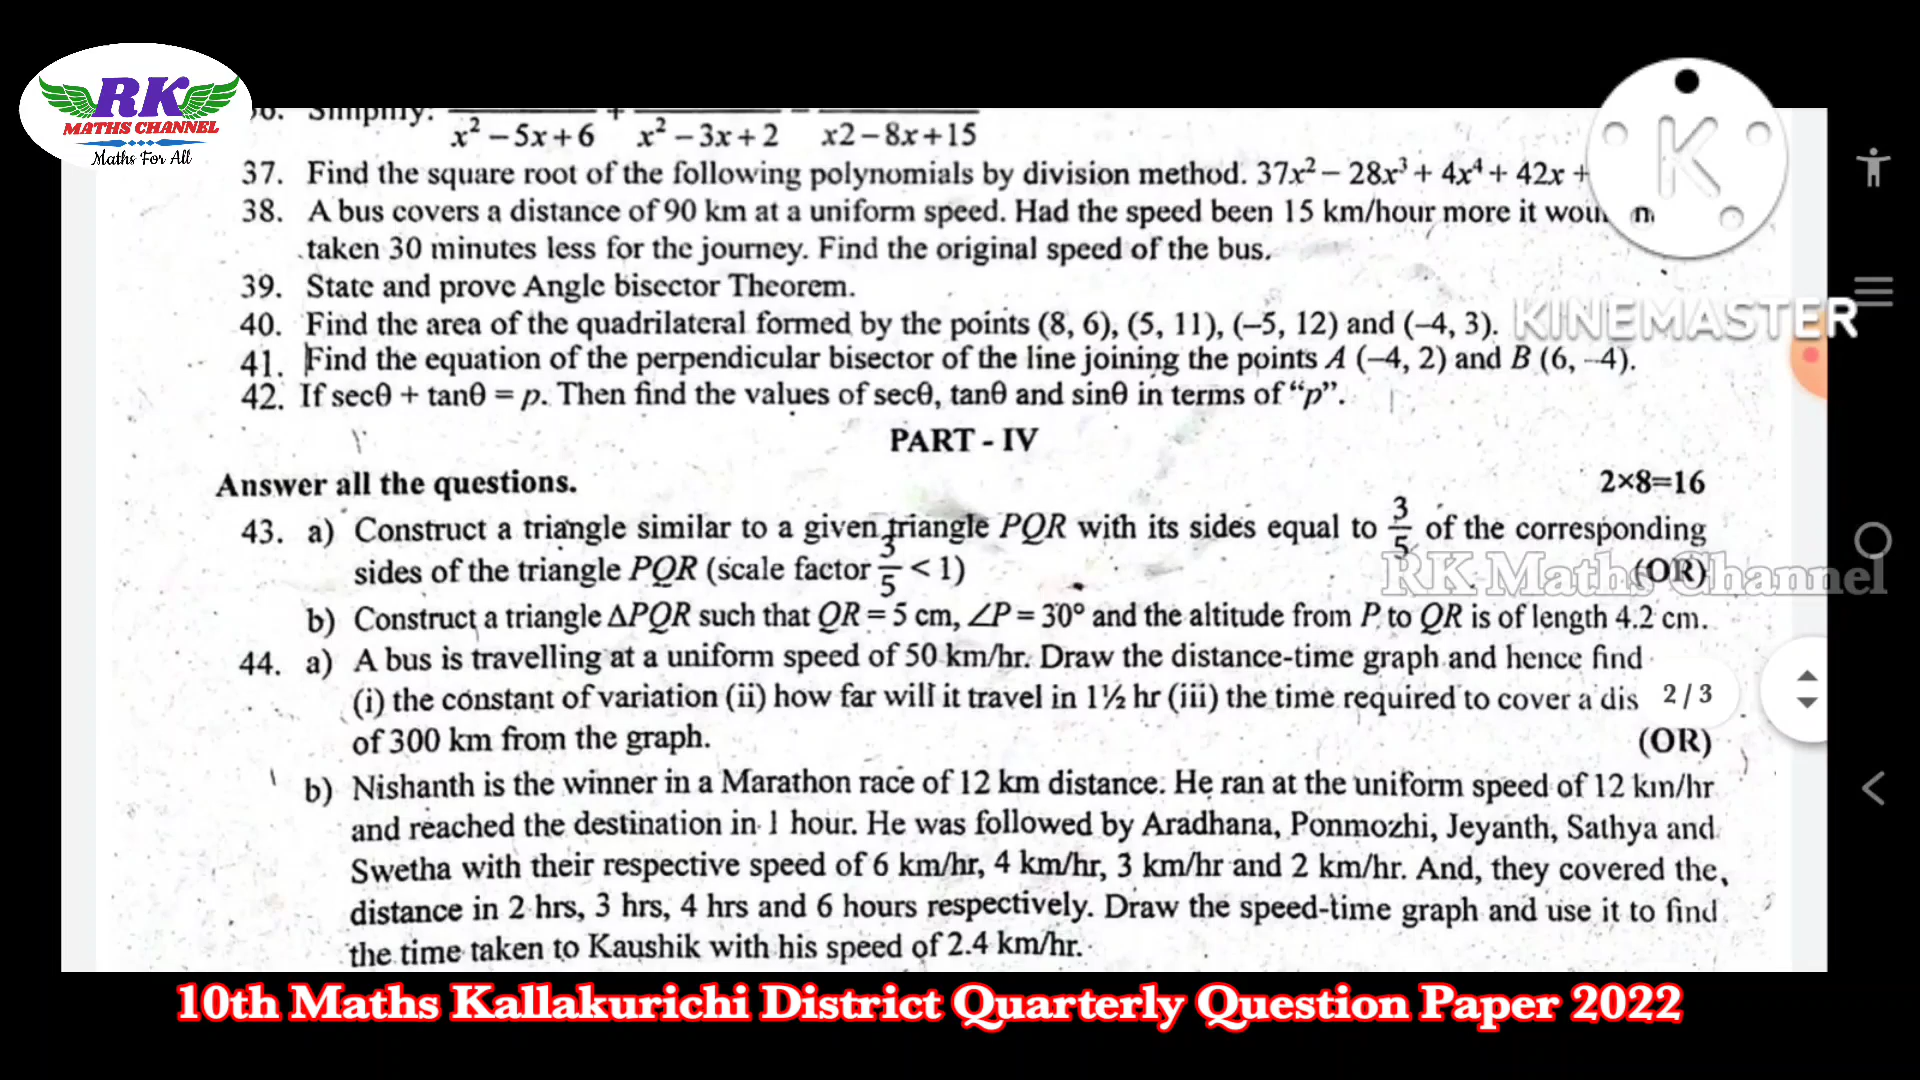 RK
MATHS CHANNEL
Maths For All
K
Simplify: + –
x² – 5x + 6 x² – 3x + 2 x2 – 8x + 15
37. Find the square root of the following polynomials by division method. 37x² – 28x³ + 4x⁴ + 42x +
38. A bus covers a distance of 90 km at a uniform speed. Had the speed been 15 km/hour more it
taken 30 minutes less for the journey. Find the original speed of the bus.
39. State and prove Angle bisector Theorem.
40. Find the area of the quadrilateral formed by the points (8, 6), (5, 11), (–5, 12) and (–4, 3).
KINEMASTER
41. Find the equation of the perpendicular bisector of the line joining the points A (–4, 2) and B (6, –4).
42. If secθ + tanθ = p. Then find the values of secθ, tanθ and sinθ in terms of “p”.
PART - IV
Answer all the questions. 2×8=16
43. a) Construct a triangle similar to a given triangle PQR with its sides equal to 3/5 of the corresponding
sides of the triangle PQR (scale factor 3/5 < 1) (OR)
RK Maths Channel
b) Construct a triangle ΔPQR such that QR = 5 cm, ∠P = 30° and the altitude from P to QR is of length 4.2 cm.
44. a) A bus is travelling at a uniform speed of 50 km/hr. Draw the distance-time graph and hence find
(i) the constant of variation (ii) how far will it travel in 1½ hr (iii) the time required to cover a dis
2 / 3
of 300 km from the graph. (OR)
b) Nishanth is the winner in a Marathon race of 12 km distance. He ran at the uniform speed of 12 km/hr
and reached the destination in 1 hour. He was followed by Aradhana, Ponmozhi, Jeyanth, Sathya and
Swetha with their respective speed of 6 km/hr, 4 km/hr, 3 km/hr and 2 km/hr. And, they covered the
distance in 2 hrs, 3 hrs, 4 hrs and 6 hours respectively. Draw the speed-time graph and use it to find
the time taken to Kaushik with his speed of 2.4 km/hr.
10th Maths Kallakurichi District Quarterly Question Paper 2022